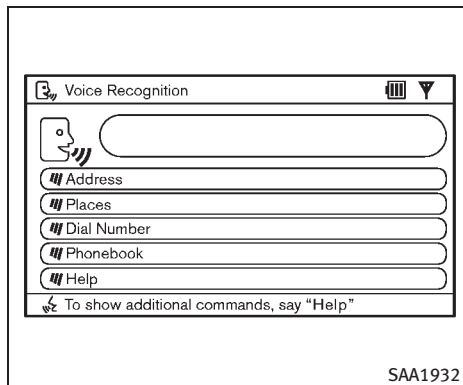 Voice Recognition
Address
Places
Dial Number
Phonebook
Help
To show additional commands, say “Help”
SAA1932